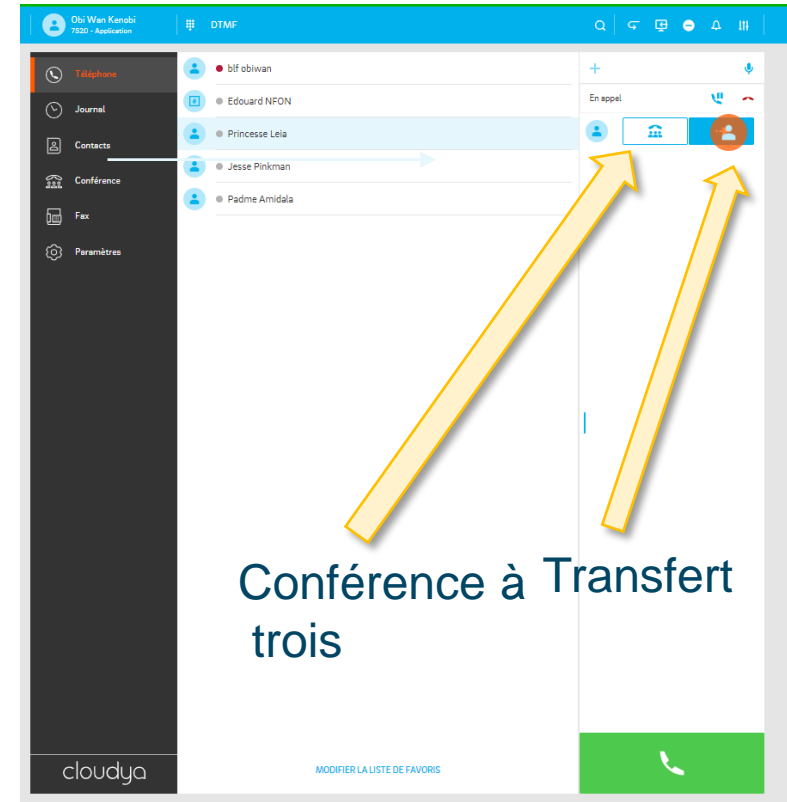 Obi Wan Kenobi
7520 - Application
DTMF
Téléphone
Journal
Contacts
Conférence
Fax
Paramètres
blf obiwan
Edouard NFON
Princesse Leia
Jesse Pinkman
Padme Amidala
En appel
Conférence à
trois
Transfert
MODIFIER LA LISTE DE FAVORIS
cloudya